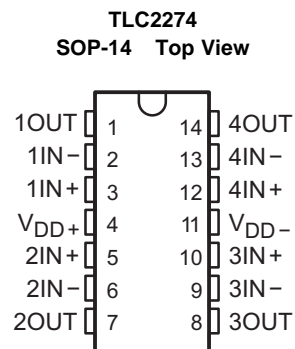 TLC2274
SOP-14 Top View
1OUT 1 14 4OUT
1IN− 2 13 4IN−
1IN+ 3 12 4IN+
VDD+ 4 11 VDD−
2IN+ 5 10 3IN+
2IN− 6 9 3IN−
2OUT 7 8 3OUT